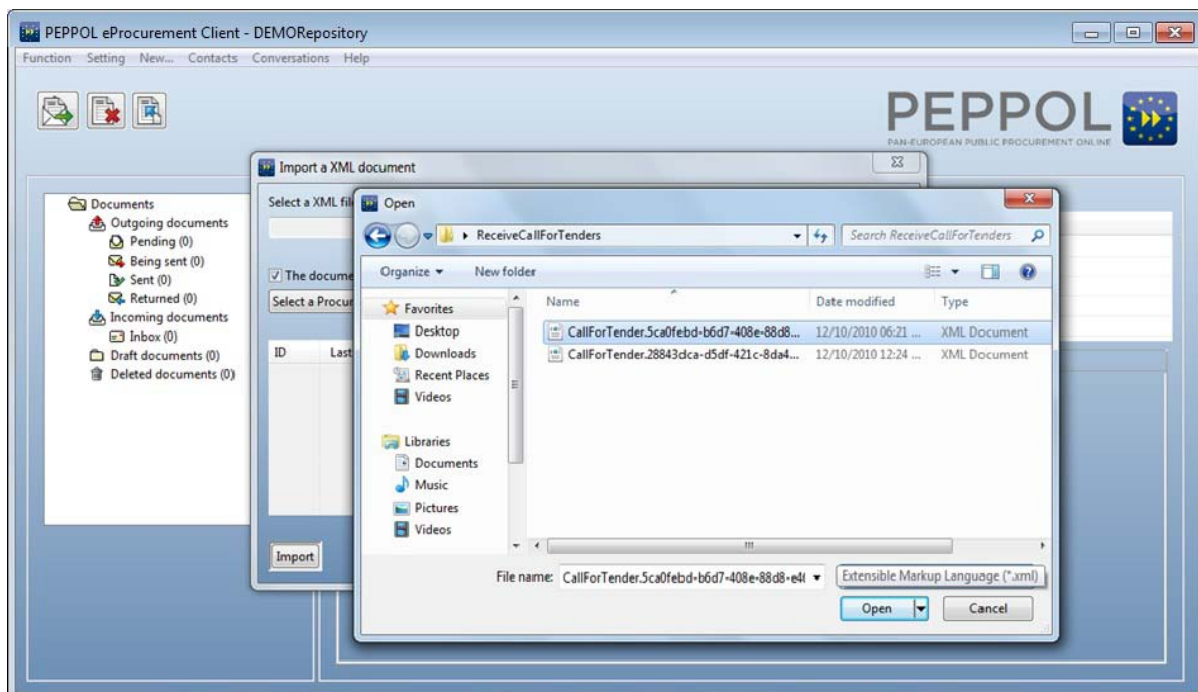 PEPPOL eProcurement Client - DEMORepository
Function Setting New... Contacts Conversations Help
PEPPOL
PAN-EUROPEAN PUBLIC PROCUREMENT ONLINE
Import a XML document
Documents
Outgoing documents
Pending (0)
Being sent (0)
Sent (0)
Returned (0)
Incoming documents
Inbox (0)
Draft documents (0)
Deleted documents (0)
Select a XML fil
The docume
Select a Procur
ID Last
Import
Open
ReceiveCallForTenders
Search ReceiveCallForTenders
Organize New folder
Favorites
Desktop
Downloads
Recent Places
Videos
Libraries
Documents
Music
Pictures
Videos
Name Date modified Type
CallForTender.5ca0febd-b6d7-408e-88d8... 12/10/2010 06:21 ... XML Document
CallForTender.28843dca-d5df-421c-8da4... 12/10/2010 12:24 ... XML Document
File name: CallForTender.5ca0febd-b6d7-408e-88d8-e4(
Extensible Markup Language (*.xml)
Open Cancel